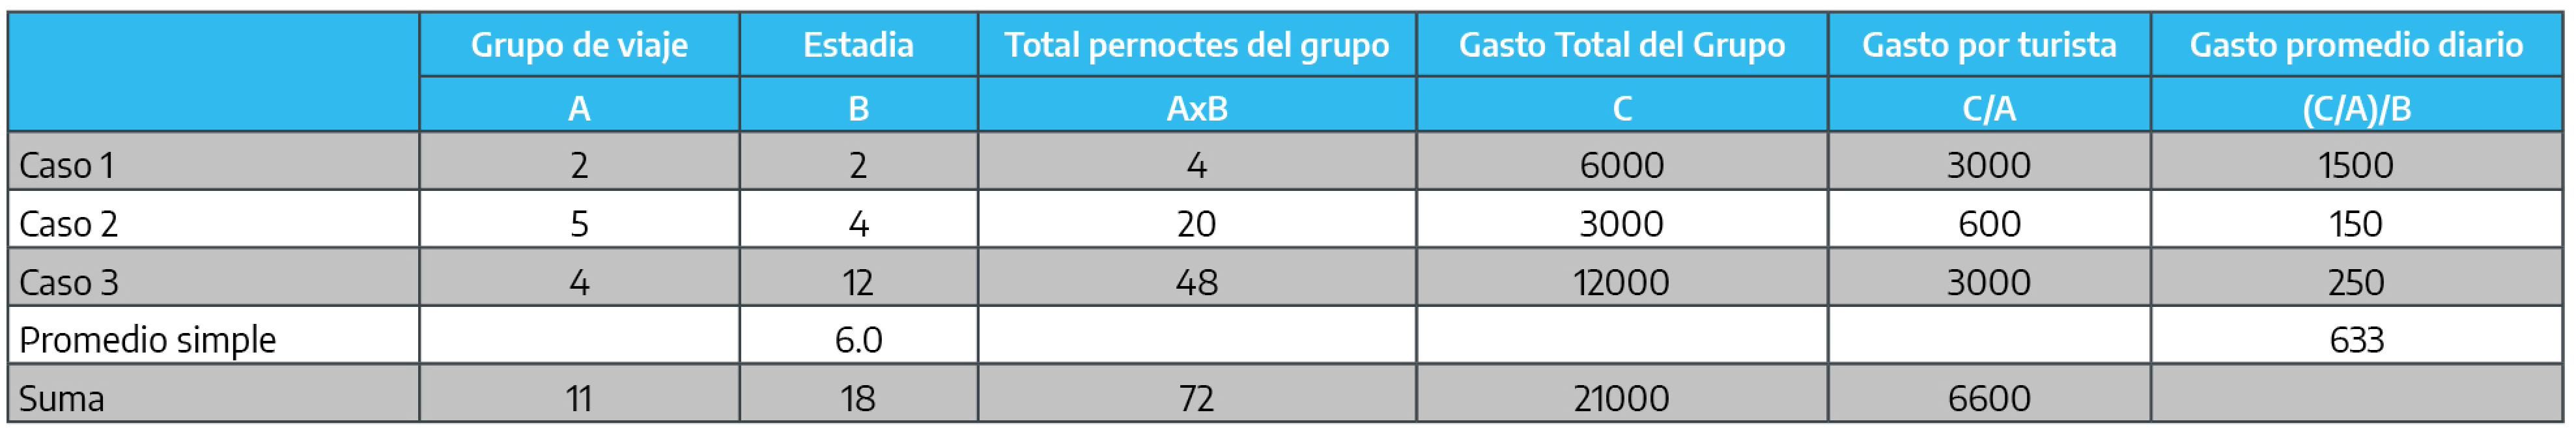 Grupo de viaje Estadia Total pernoctes del grupo Gasto Total del Grupo Gasto por turista Gasto promedio diario
A B AxB C C/A (C/A)/B
Caso 1 2 2 4 6000 3000 1500
Caso 2 5 4 20 3000 600 150
Caso 3 4 12 48 12000 3000 250
Promedio simple 6.0 633
Suma 11 18 72 21000 6600